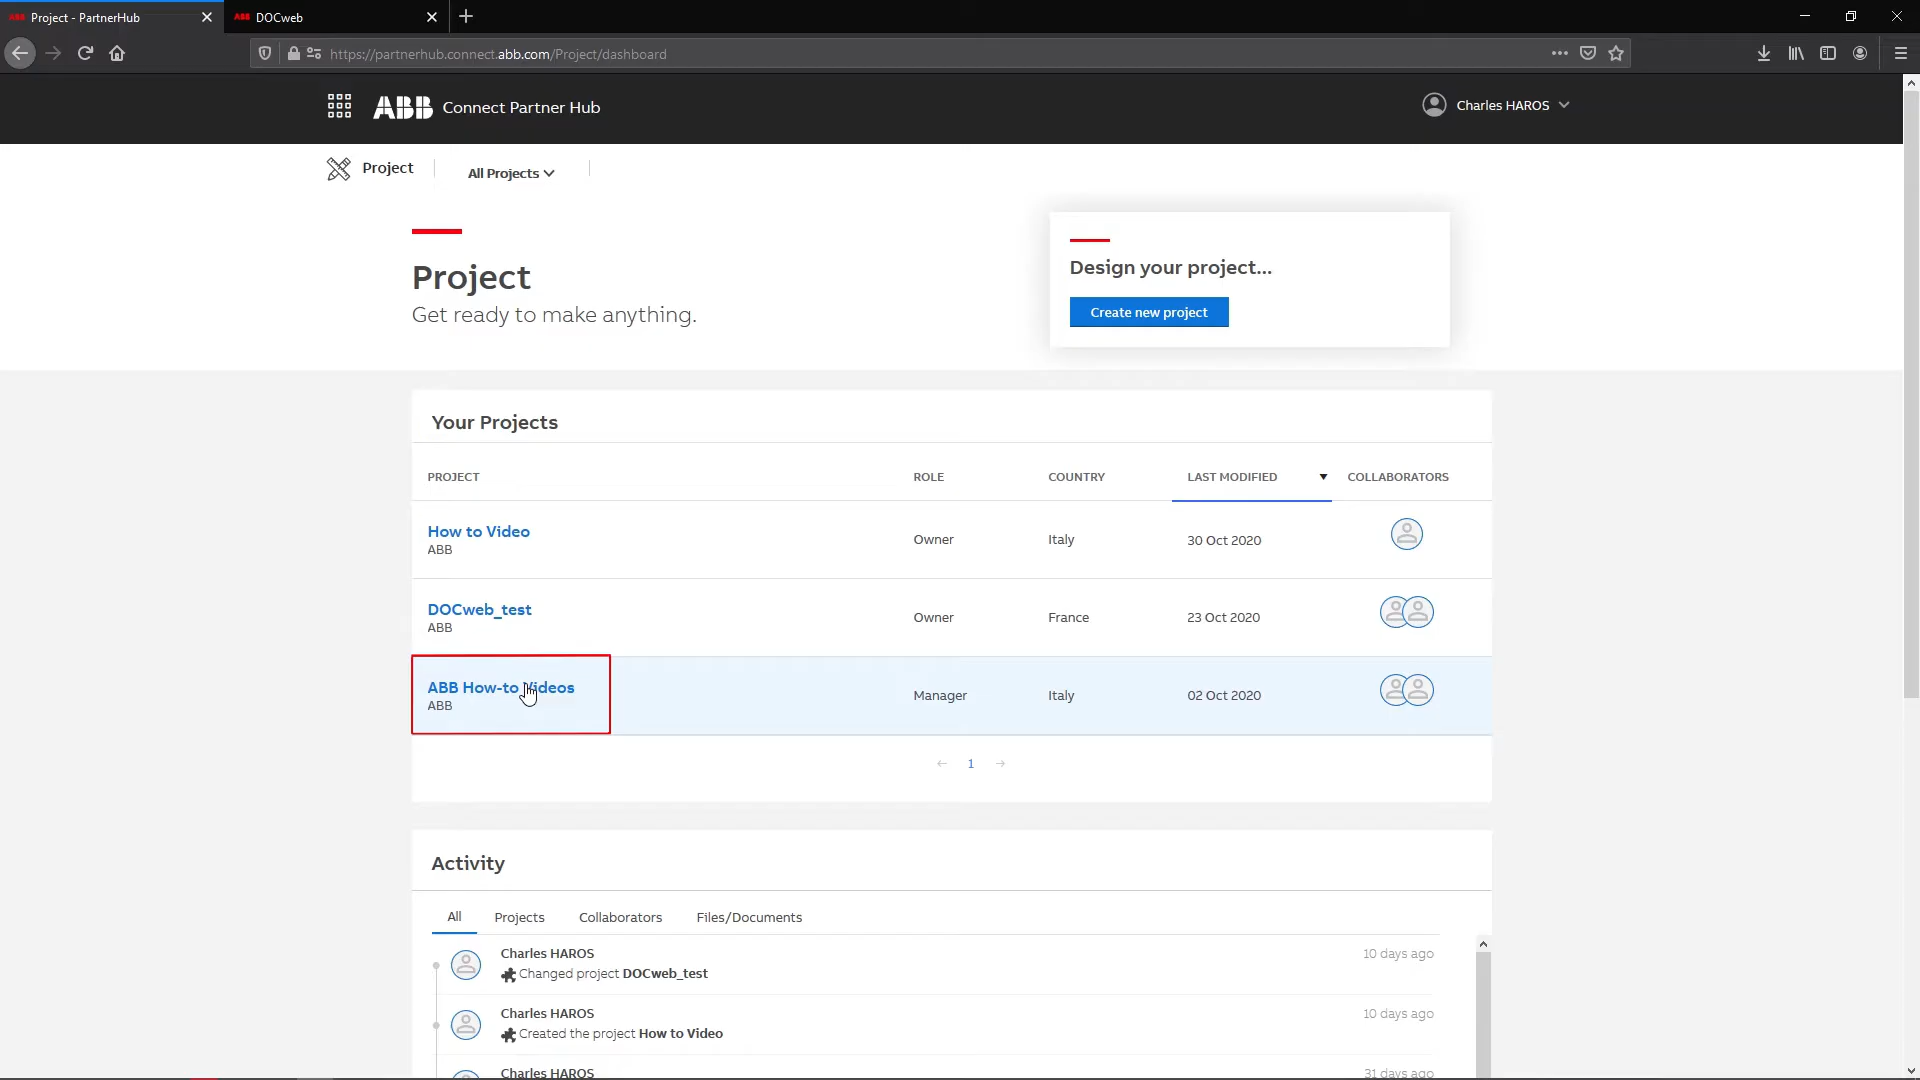 Project - PartnerHub
ABB DOCweb
https://partnerhub.connect.abb.com/Project/dashboard
ABB Connect Partner Hub
Charles HAROS
Project
All Projects
Project
Get ready to make anything.
Design your project...
Create new project
Your Projects
PROJECT ROLE COUNTRY LAST MODIFIED COLLABORATORS
How to Video
ABB
Owner Italy 30 Oct 2020
DOCweb_test
ABB
Owner France 23 Oct 2020
ABB How-to Videos
ABB
Manager Italy 02 Oct 2020
1
Activity
All Projects Collaborators Files/Documents
Charles HAROS 10 days ago
Changed project DOCweb_test
Charles HAROS 10 days ago
Created the project How to Video
Charles HAROS 31 days ago